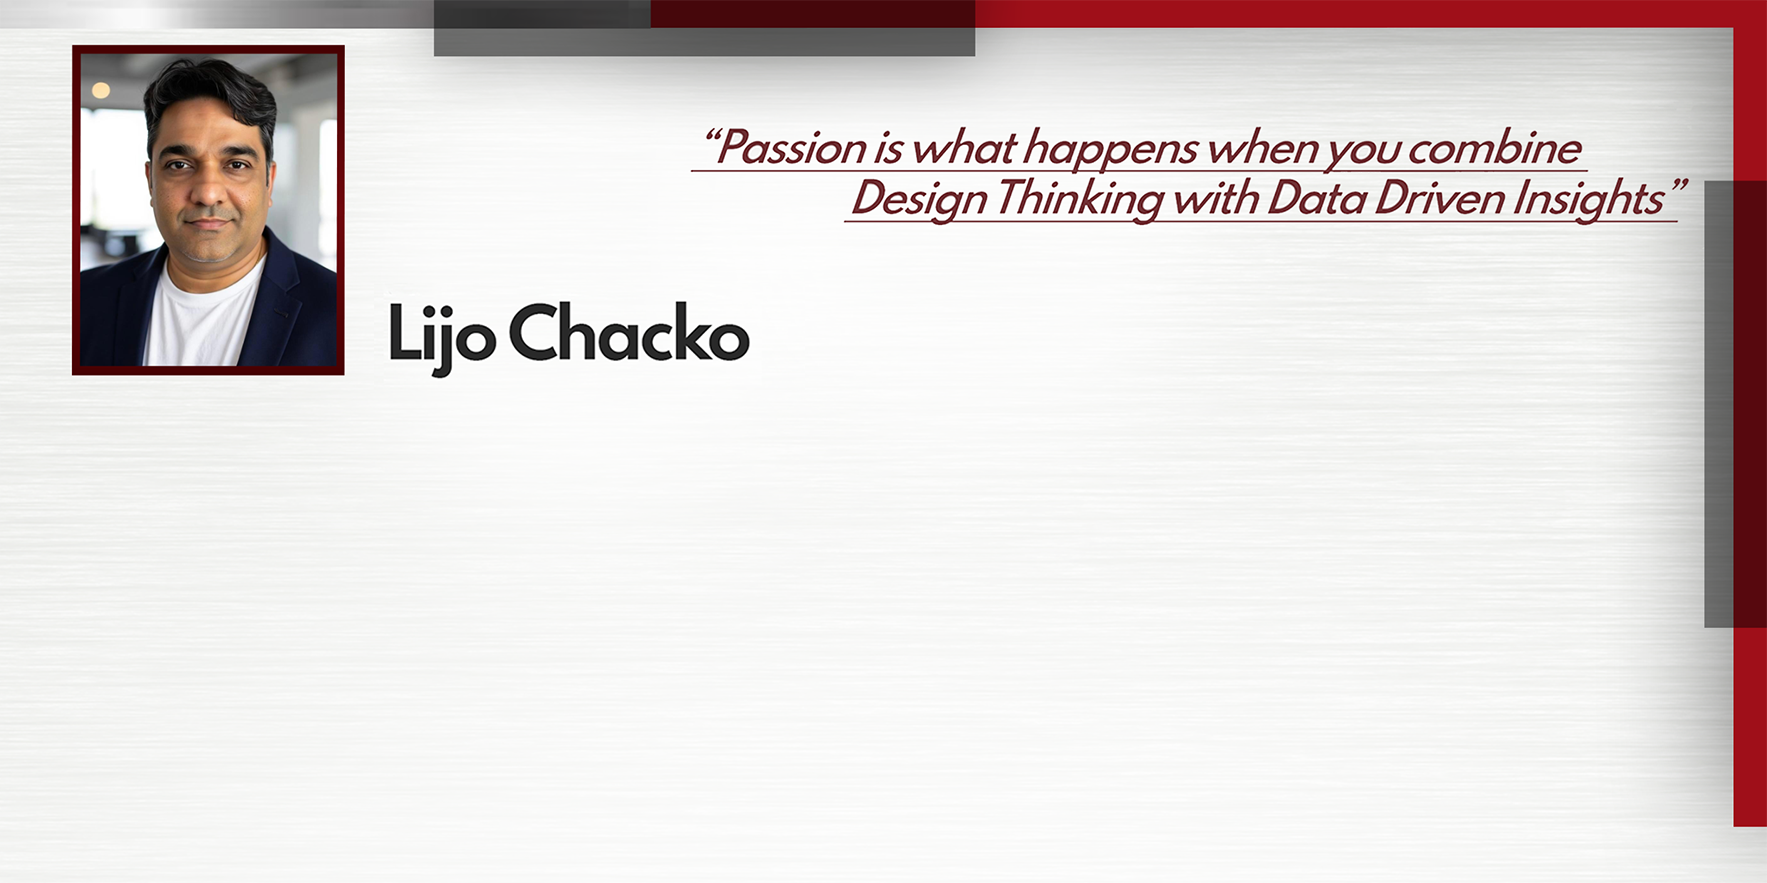 “Passion is what happens when you combine
Design Thinking with Data Driven Insights”
Lijo Chacko